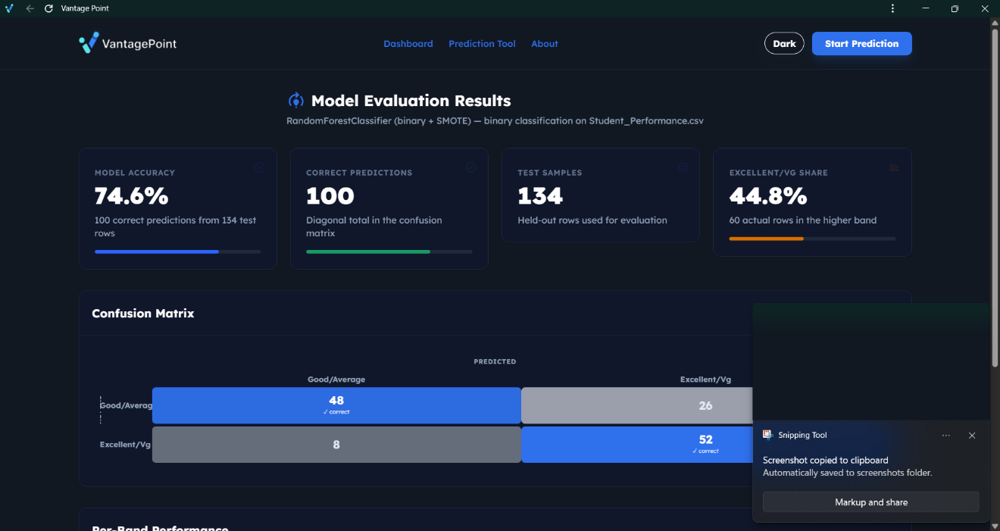 Vantage Point
VantagePoint
Dashboard
Prediction Tool
About
Dark
Start Prediction
Model Evaluation Results
RandomForestClassifier (binary + SMOTE) — binary classification on Student_Performance.csv
MODEL ACCURACY
74.6%
100 correct predictions from 134 test
rows
CORRECT PREDICTIONS
100
Diagonal total in the confusion
matrix
TEST SAMPLES
134
Held-out rows used for evaluation
EXCELLENT/VG SHARE
44.8%
60 actual rows in the higher band
Confusion Matrix
PREDICTED
Good/Average
Excellent/Vg
Good/Averag
48
✓ correct
26
Excellent/Vg
8
52
✓ correct
Per-Band Performance
Snipping Tool
Screenshot copied to clipboard
Automatically saved to screenshots folder.
Markup and share